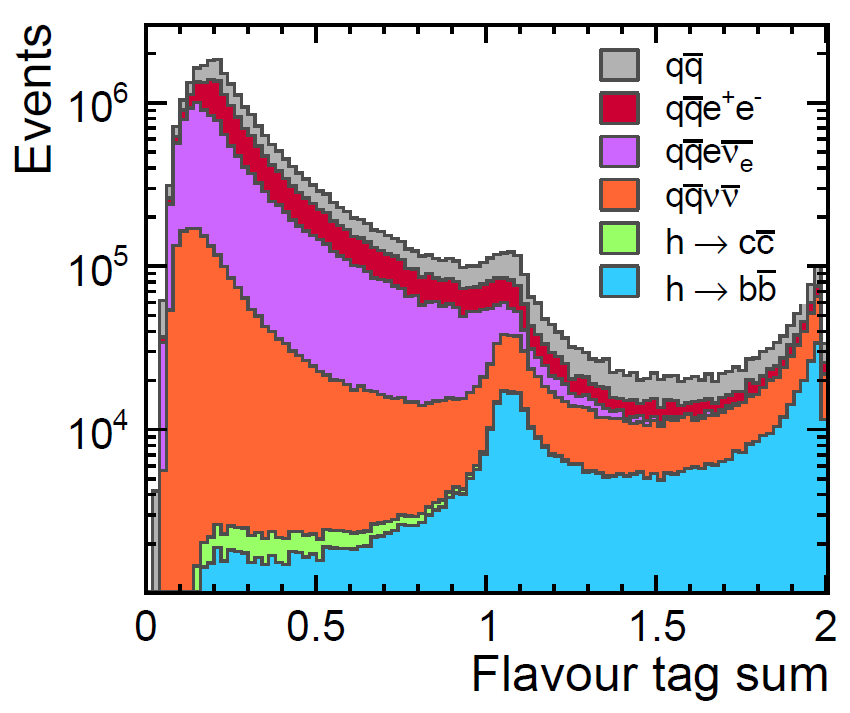 Events
10⁶
10⁵
10⁴
qq̅
qq̅e⁺e⁻
qq̅eν̅ₑ
qq̅νν̅
h → cc̅
h → bb̅
0 0.5 1 1.5 2
Flavour tag sum